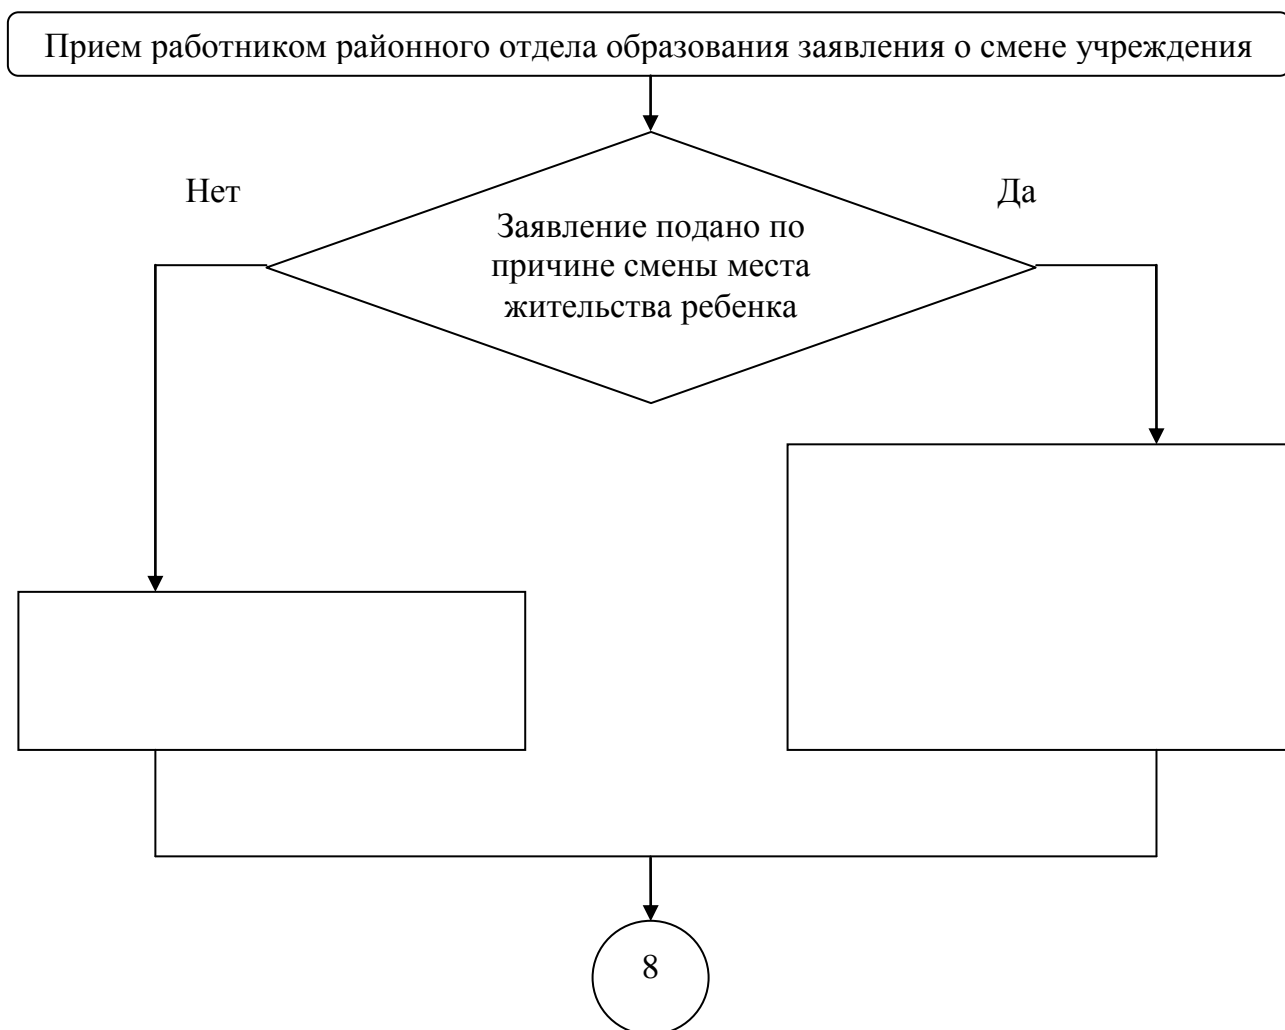 Прием работником районного отдела образования заявления о смене учреждения
Нет
Да
Заявление подано по
причине смены места
жительства ребенка
8